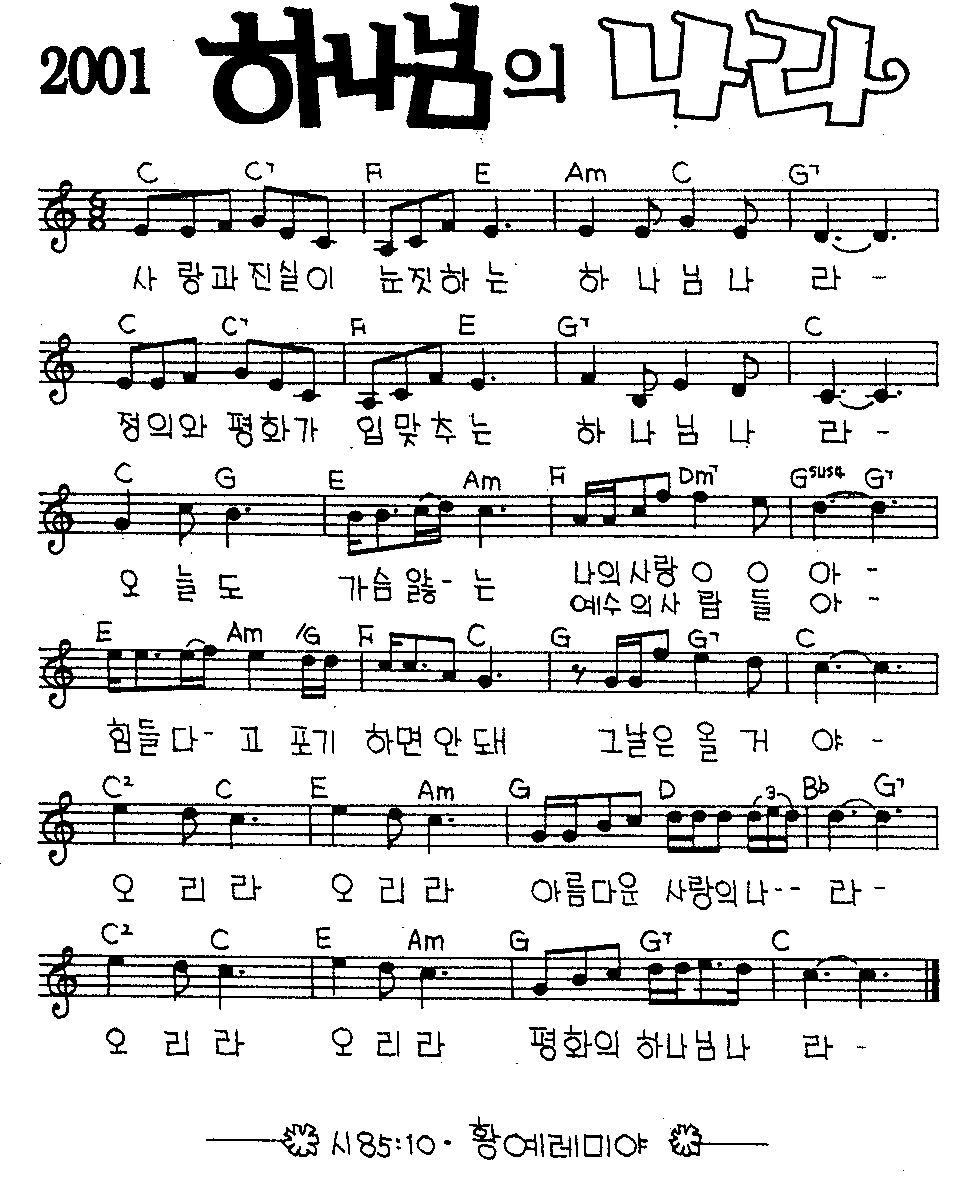 2001 하나님의 나라
C C7 F E Am C G7
사 랑과진실이 눈짓하는 하 나 님 나 라 -
C C7 F E G7 C
정의와 평화가 입맞추는 하 나 님 나 라 -
C G E Am F Dm7 Gsus4 G7
오 늘 도 가슴 앓- 는 나의사랑 이 이 아 -
예수의사 람 들 아 -
E Am /G F C G G7 C
힘들다- 고 포기 하면안돼 그날은 올 거 야 -
C2 C E Am G D 3 Bb G7
오 리 라 오 리 라 아름다운 사랑의나-- 라 -
C2 C E Am G G7 C
오 리 라 오 리 라 평화의 하나님나 라 -
시85:10 · 황예레미야